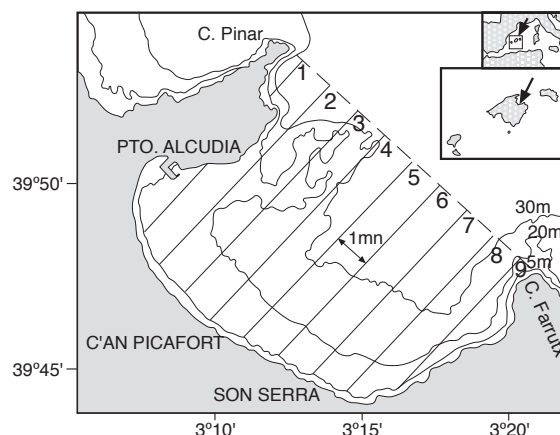 C. Pinar
1
2
3
PTO. ALCUDIA
4
5
39º50'
6
30m
7
20m
1mn
8
5m
9
C. Farrutx
C'AN PICAFORT
39º45'
SON SERRA
3º10' 3º15' 3º20'